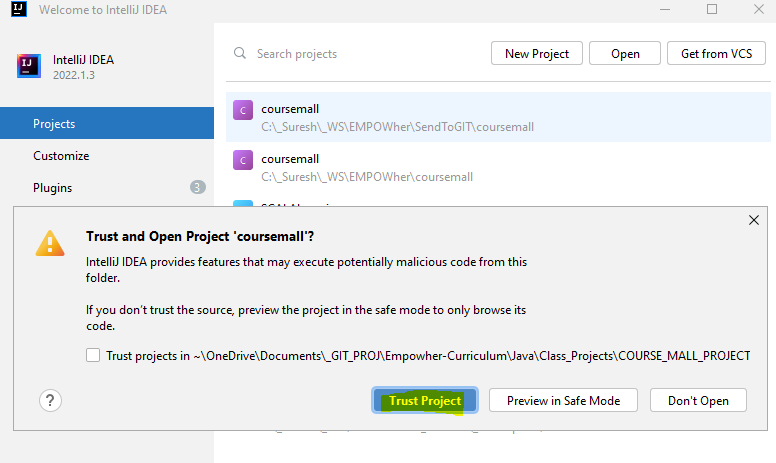 Welcome to IntelliJ IDEA
IntelliJ IDEA
2022.1.3
Search projects
New Project
Open
Get from VCS
Projects
Customize
Plugins
3
C
coursemall
C:\_Suresh\_WS\EMPOWher\SendToGIT\coursemall
C
coursemall
C:\_Suresh\_WS\EMPOWher\coursemall
Trust and Open Project 'coursemall'?
IntelliJ IDEA provides features that may execute potentially malicious code from this
folder.
If you don't trust the source, preview the project in the safe mode to only browse its
code.
Trust projects in ~\OneDrive\Documents\_GIT_PROJ\Empowher-Curriculum\Java\Class_Projects\COURSE_MALL_PROJECT
?
Trust Project
Preview in Safe Mode
Don't Open